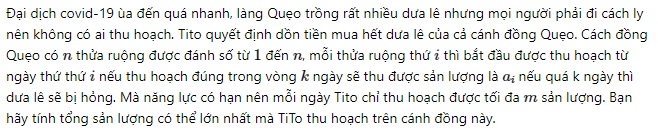 Đại dịch covid-19 ùa đến quá nhanh, làng Quẹo trồng rất nhiều dưa lê nhưng mọi người phải đi cách ly
nên không có ai thu hoạch. Tito quyết định dồn tiền mua hết dưa lê của cả cánh đồng Quẹo. Cách đồng
Quẹo có n thửa ruộng được đánh số từ 1 đến n, mỗi thửa ruộng thứ i thì bắt đầu được thu hoạch từ
ngày thứ thứ i nếu thu hoạch đúng trong vòng k ngày sẽ thu được sản lượng là a_i nếu quá k ngày thì
dưa lê sẽ bị hỏng. Mà năng lực có hạn nên mỗi ngày Tito chỉ thu hoạch được tối đa m sản lượng. Bạn
hãy tính tổng sản lượng có thể lớn nhất mà TiTo thu hoạch trên cánh đồng này.